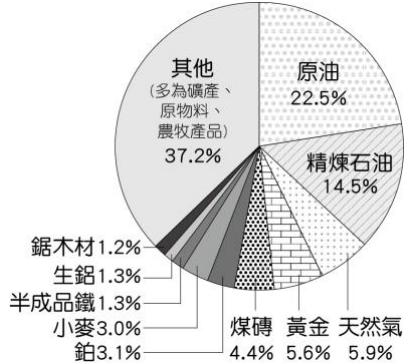 其他
(多為礦產、
原物料、
農牧產品)
37.2%
原油
22.5%
精煉石油
14.5%
天然氣
5.9%
黃金
5.6%
煤磚
4.4%
鉑3.1%
小麥3.0%
半成品鐵1.3%
生鋁1.3%
鋸木材1.2%